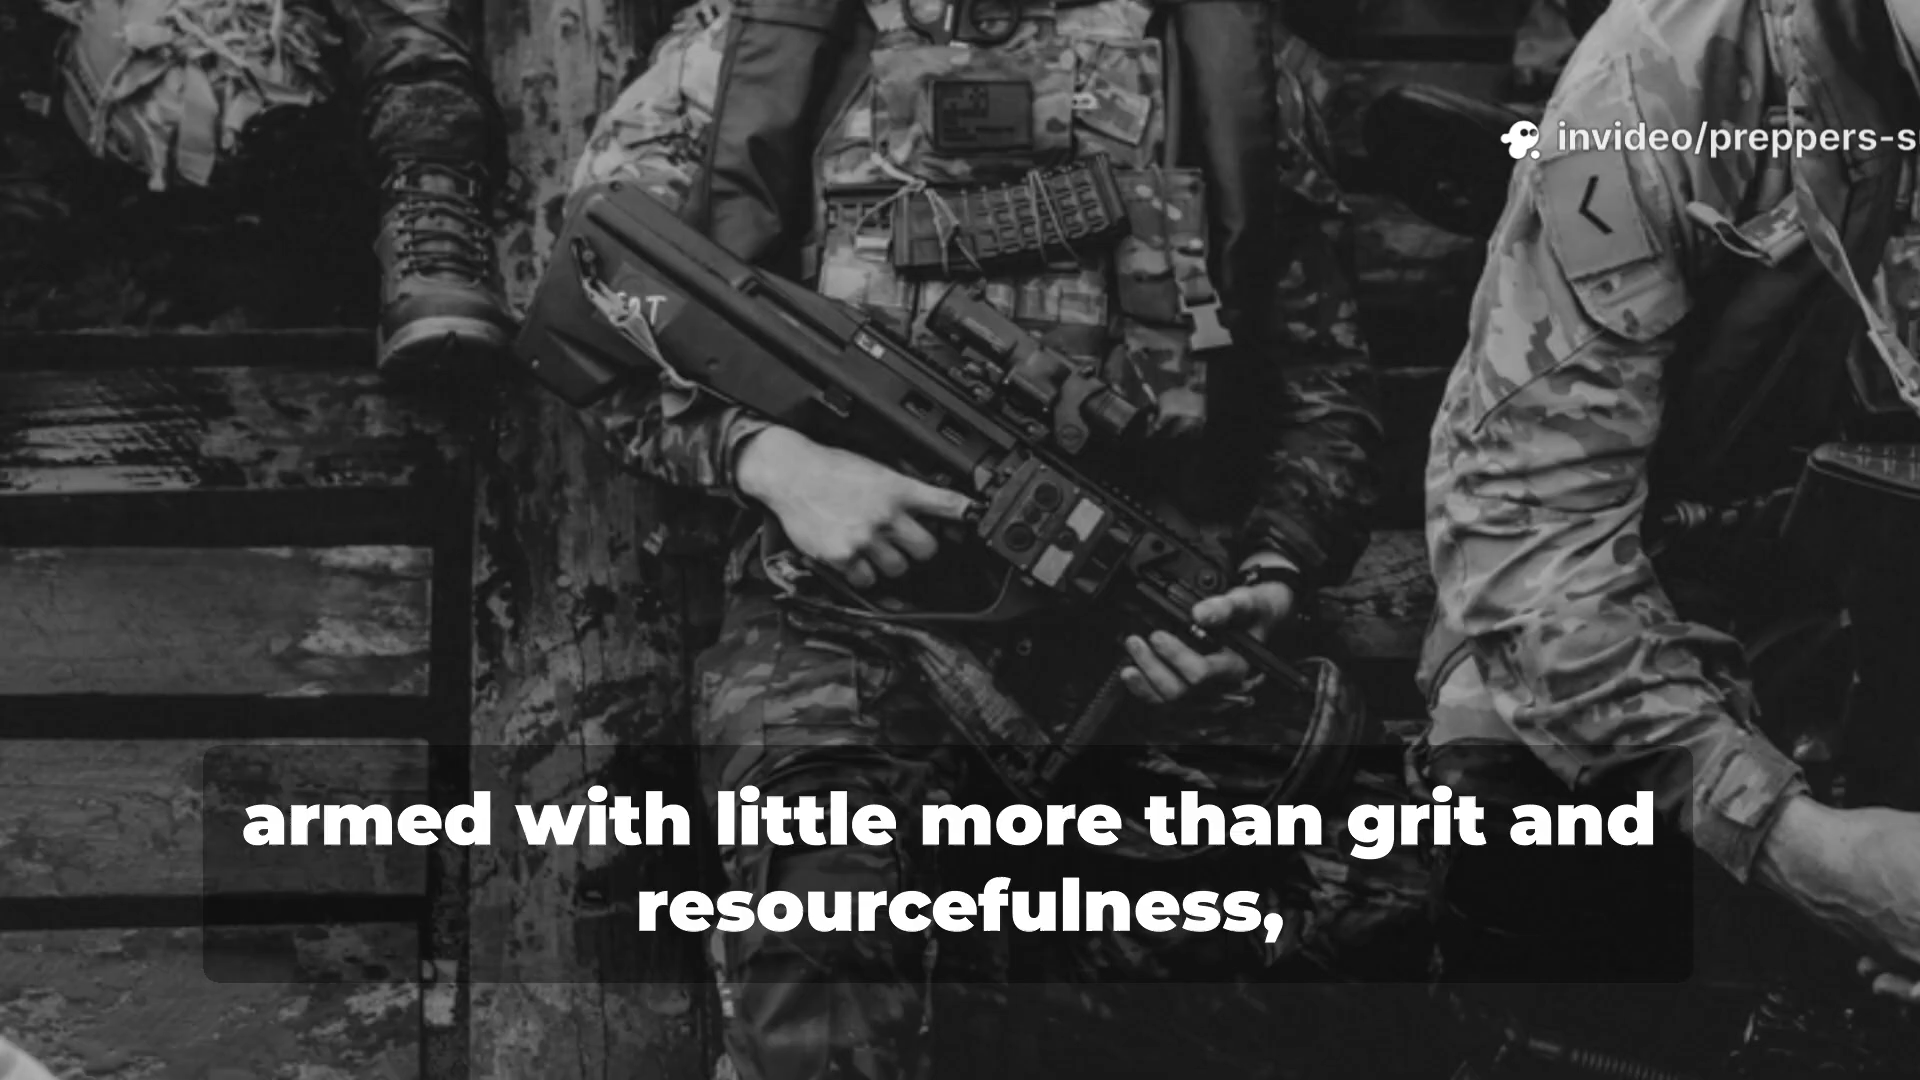 invideo/preppers-s
armed with little more than grit and
resourcefulness,